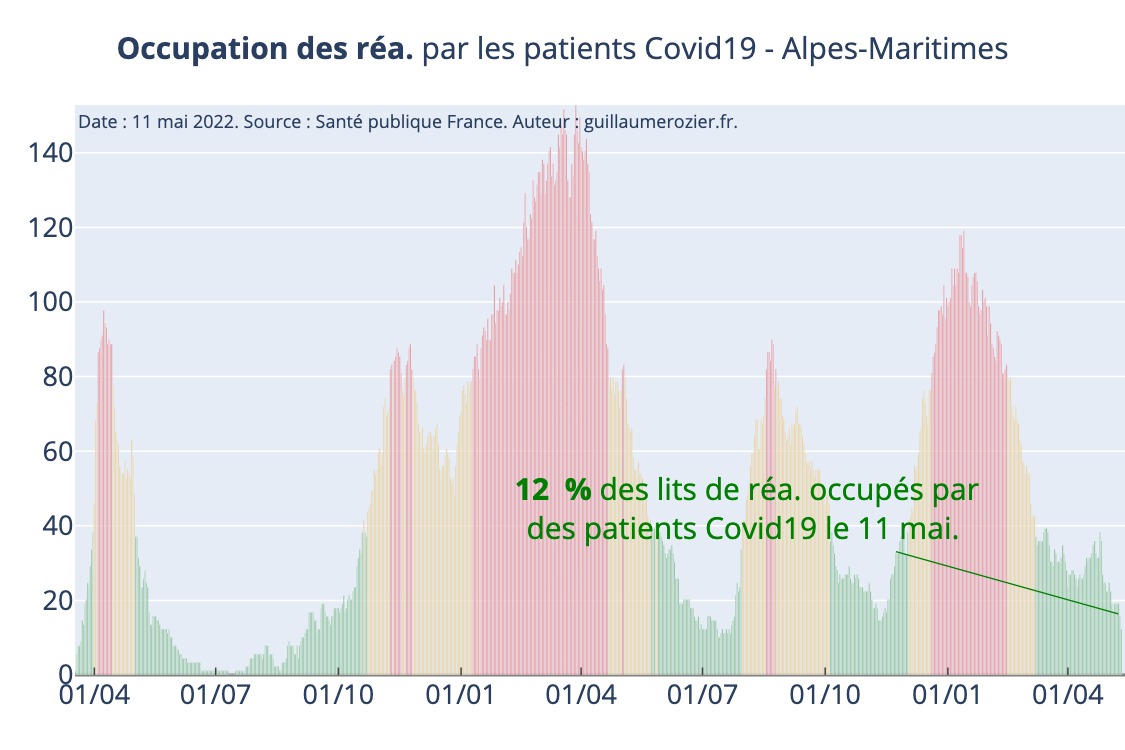 Occupation des réa. par les patients Covid19 - Alpes-Maritimes
Date : 11 mai 2022. Source : Santé publique France. Auteur : guillaumerozier.fr.
140
120
100
80
60
40
20
0
12 % des lits de réa. occupés par
des patients Covid19 le 11 mai.
01/04 01/07 01/10 01/01 01/04 01/07 01/10 01/01 01/04